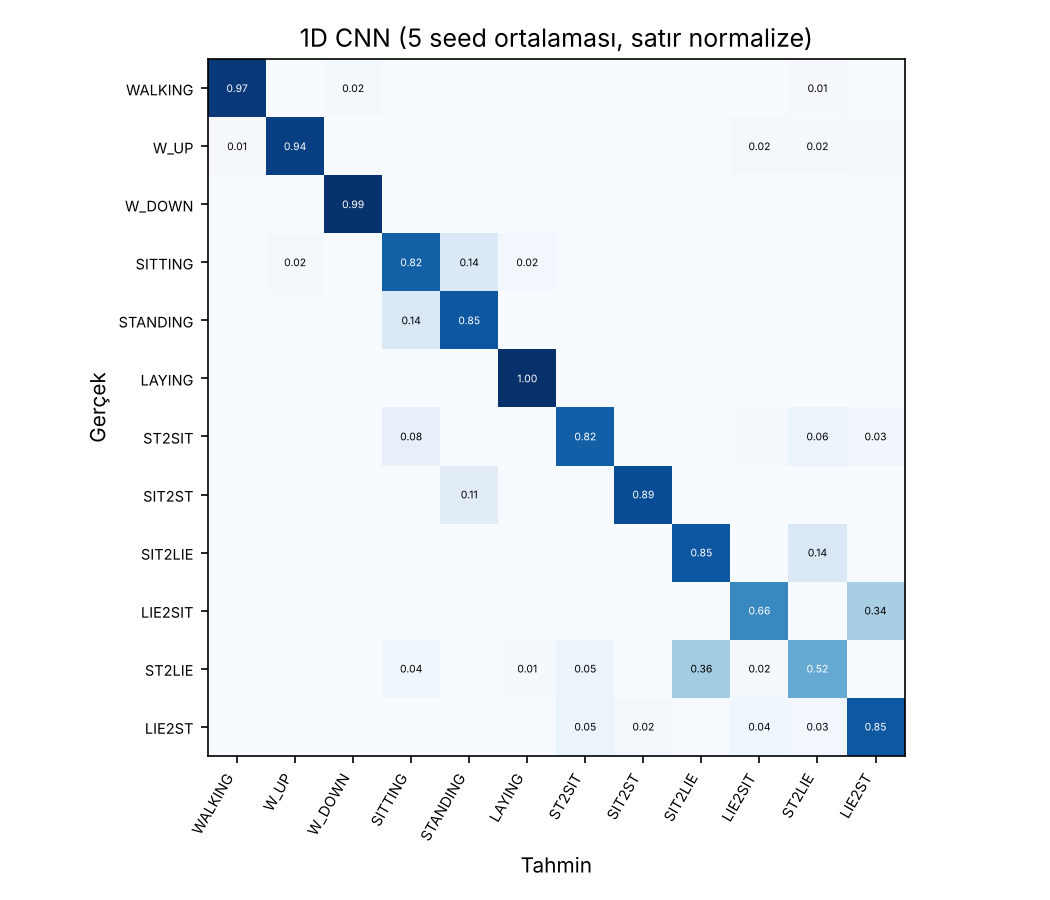 1D CNN (5 seed ortalaması, satır normalize)
WALKING 0.97 0.02 0.01
W_UP 0.01 0.94 0.02 0.02
W_DOWN 0.99
SITTING 0.02 0.82 0.14 0.02
STANDING 0.14 0.85
LAYING 1.00
ST2SIT 0.08 0.82 0.06 0.03
SIT2ST 0.11 0.89
SIT2LIE 0.85 0.14
LIE2SIT 0.66 0.34
ST2LIE 0.04 0.01 0.05 0.36 0.02 0.52
LIE2ST 0.05 0.02 0.04 0.03 0.85
Gerçek
WALKING W_UP W_DOWN SITTING STANDING LAYING ST2SIT SIT2ST SIT2LIE LIE2SIT ST2LIE LIE2ST
Tahmin